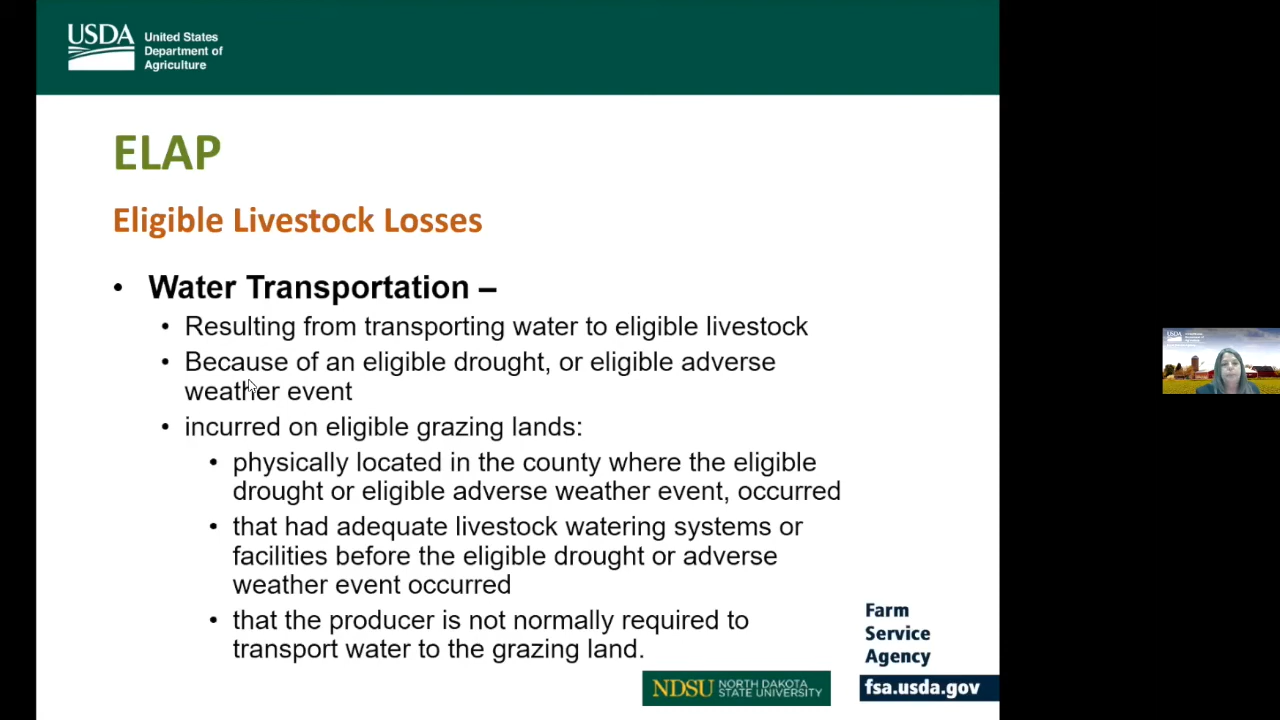 USDA
United States
Department of
Agriculture
ELAP
Eligible Livestock Losses
• Water Transportation –
• Resulting from transporting water to eligible livestock
• Because of an eligible drought, or eligible adverse
weather event
• incurred on eligible grazing lands:
• physically located in the county where the eligible
drought or eligible adverse weather event, occurred
• that had adequate livestock watering systems or
facilities before the eligible drought or adverse
weather event occurred
• that the producer is not normally required to
transport water to the grazing land.
Farm
Service
Agency
fsa.usda.gov
NDSU NORTH DAKOTA
STATE UNIVERSITY
USDA